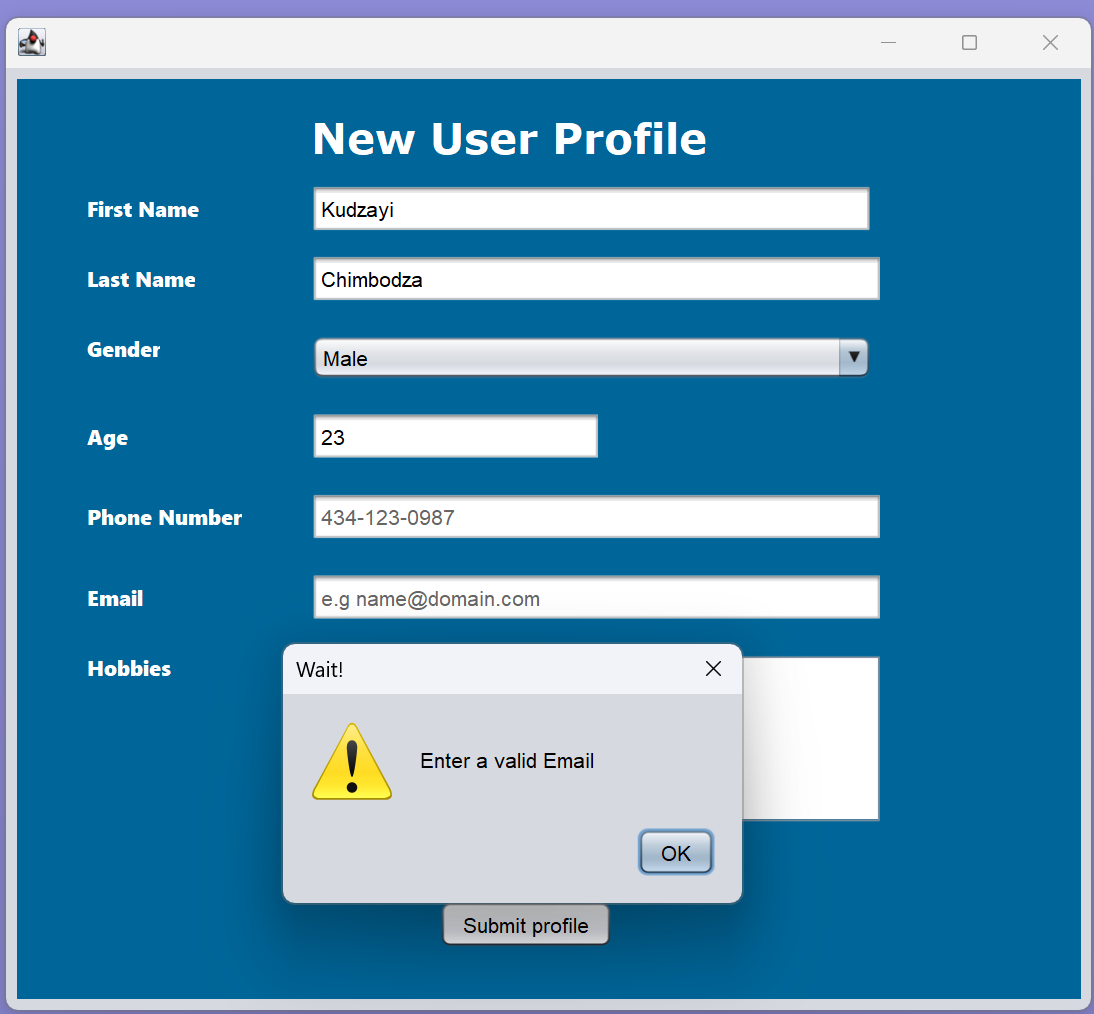 New User Profile
First Name
Kudzayi
Last Name
Chimbodza
Gender
Male
Age
23
Phone Number
434-123-0987
Email
e.g name@domain.com
Hobbies
Wait!
Enter a valid Email
OK
Submit profile